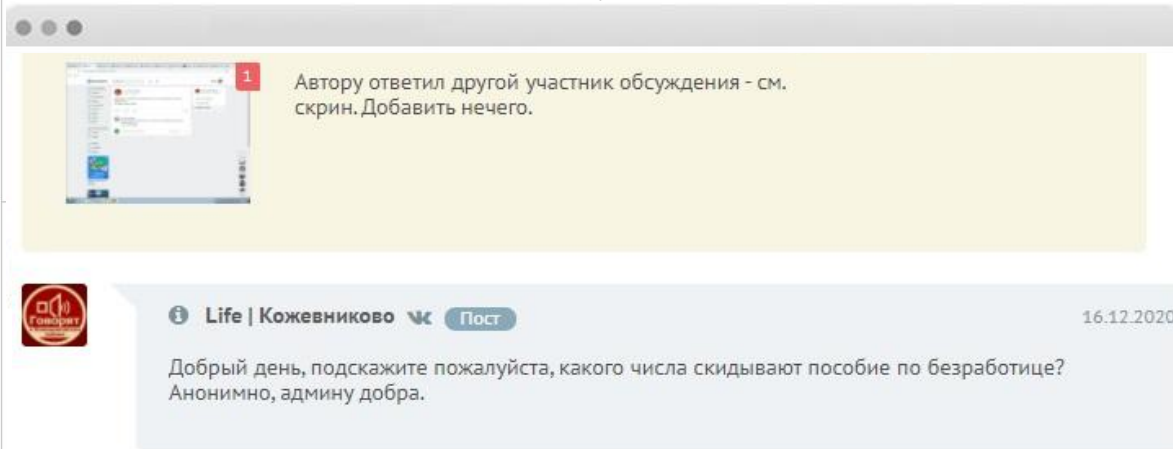 1
Автору ответил другой участник обсуждения - см.
скрин. Добавить нечего.
Говорят
Life | Кожевниково
Пост
16.12.2020
Добрый день, подскажите пожалуйста, какого числа скидывают пособие по безработице?
Анонимно, админу добра.